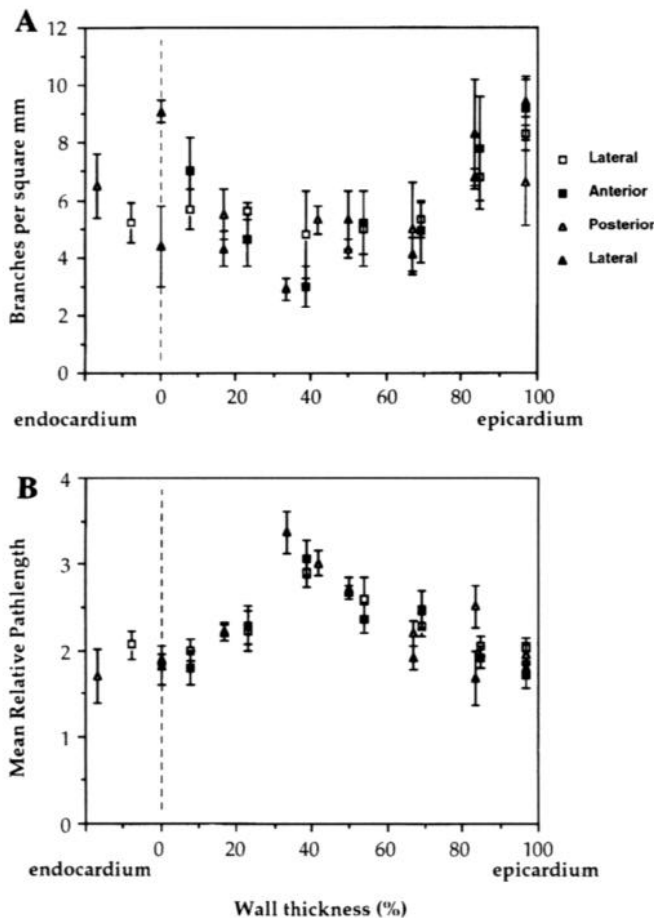 A
12
10
8
6
4
2
0
Branches per square mm
0 20 40 60 80 100
endocardium epicardium
Lateral
Anterior
Posterior
Lateral
B
4
3
2
1
0
Mean Relative Pathlength
0 20 40 60 80 100
endocardium epicardium
Wall thickness (%)